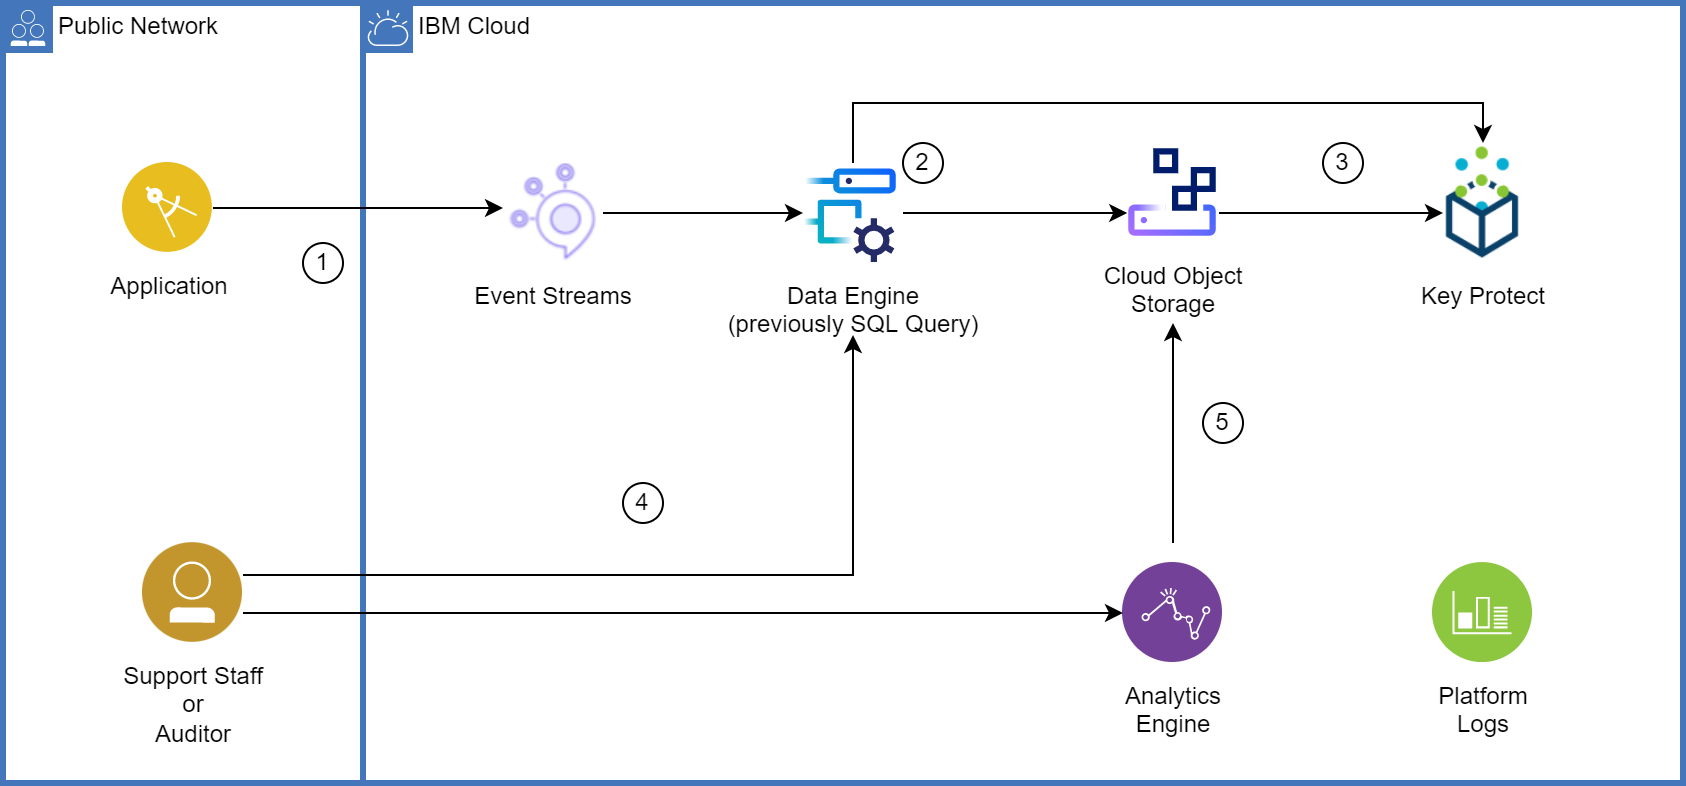 Public Network
IBM Cloud
2
3
1
Application
Event Streams
Data Engine
(previously SQL Query)
Cloud Object
Storage
Key Protect
5
4
Support Staff
or
Auditor
Analytics
Engine
Platform
Logs